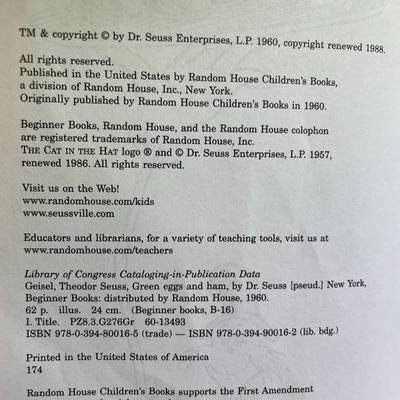 TM & copyright © by Dr. Seuss Enterprises, L.P. 1960, copyright renewed 1988.
All rights reserved.
Published in the United States by Random House Children's Books,
a division of Random House, Inc., New York.
Originally published by Random House Children's Books in 1960.
Beginner Books, Random House, and the Random House colophon
are registered trademarks of Random House, Inc.
THE CAT IN THE HAT logo ® and © Dr. Seuss Enterprises, L.P. 1957,
renewed 1986. All rights reserved.
Visit us on the Web!
www.randomhouse.com/kids
www.seussville.com
Educators and librarians, for a variety of teaching tools, visit us at
www.randomhouse.com/teachers
Library of Congress Cataloging-in-Publication Data
Geisel, Theodor Seuss, Green eggs and ham, by Dr. Seuss [pseud.] New York,
Beginner Books: distributed by Random House, 1960.
62 p. illus. 24 cm. (Beginner books, B-16)
I. Title. PZ8.3.G276Gr 60-13493
ISBN 978-0-394-80016-5 (trade) — ISBN 978-0-394-90016-2 (lib. bdg.)
Printed in the United States of America
174
Random House Children's Books supports the First Amendment